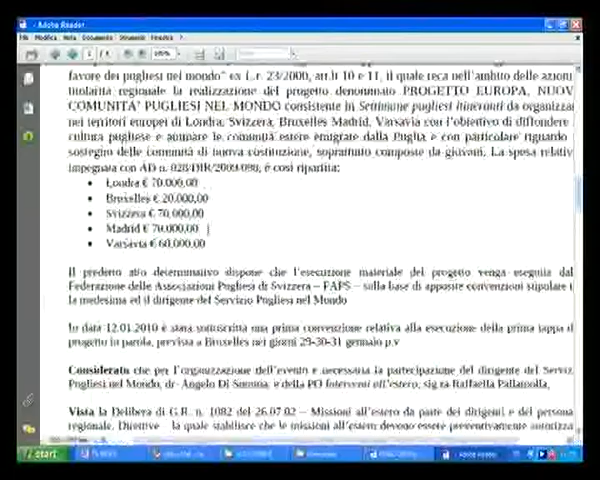 Adobe Reader
File Modifica Vista Documento Strumenti Finestra ?
favore dei pugliesi nel mondo" ex L.r. 23/2000, art.li 10 e 11, il quale reca nell'ambito delle azioni
titolarità regionale la realizzazione del progetto denominato PROGETTO EUROPA, NUOV
COMUNITA' PUGLIESI NEL MONDO consistente in Settimane pugliesi itineranti da organizza
nei territori europei di Londra, Svizzera, Bruxelles Madrid, Varsavia con l'obiettivo di diffondere
cultura pugliese e aiutare le comunità estere emigrate dalla Puglia e con particolare riguardo
sostegno delle comunità di nuova costituzione, soprattutto composte da giovani. La spesa relativ
impegnata con AD n. 028/DIR/2009/098, è così ripartita:
• Londra € 70.000,00
• Bruxelles € 20.000,00
• Svizzera € 70.000,00
• Madrid € 70.000,00
• Varsavia € 60.000,00
Il predetto atto determinativo dispone che l'esecuzione materiale del progetto venga eseguita dal
Federazione delle Associazioni Pugliesi di Svizzera – FAPS – sulla base di apposite convenzioni stipulate t
la medesima ed il dirigente del Servizio Pugliesi nel Mondo
In data 12.01.2010 è stata sottoscritta una prima convenzione relativa alla esecuzione della prima tappa d
progetto in parola, prevista a Bruxelles nei giorni 29-30-31 gennaio p.v
Considerato che per l'organizzazione dell'evento è necessaria la partecipazione del dirigente del Serviz
Pugliesi nel Mondo, dr. Angelo Di Summa, e della PO Interventi all'estero, sig.ra Raffaella Pallamolla,
Vista la Delibera di G.R. n. 1082 del 26.07.02 – Missioni all'estero da parte dei dirigenti e del persona
regionale. Direttive – la quale stabilisce che le missioni all'estero devono essere preventivamente autorizza
start
Adobe Reader